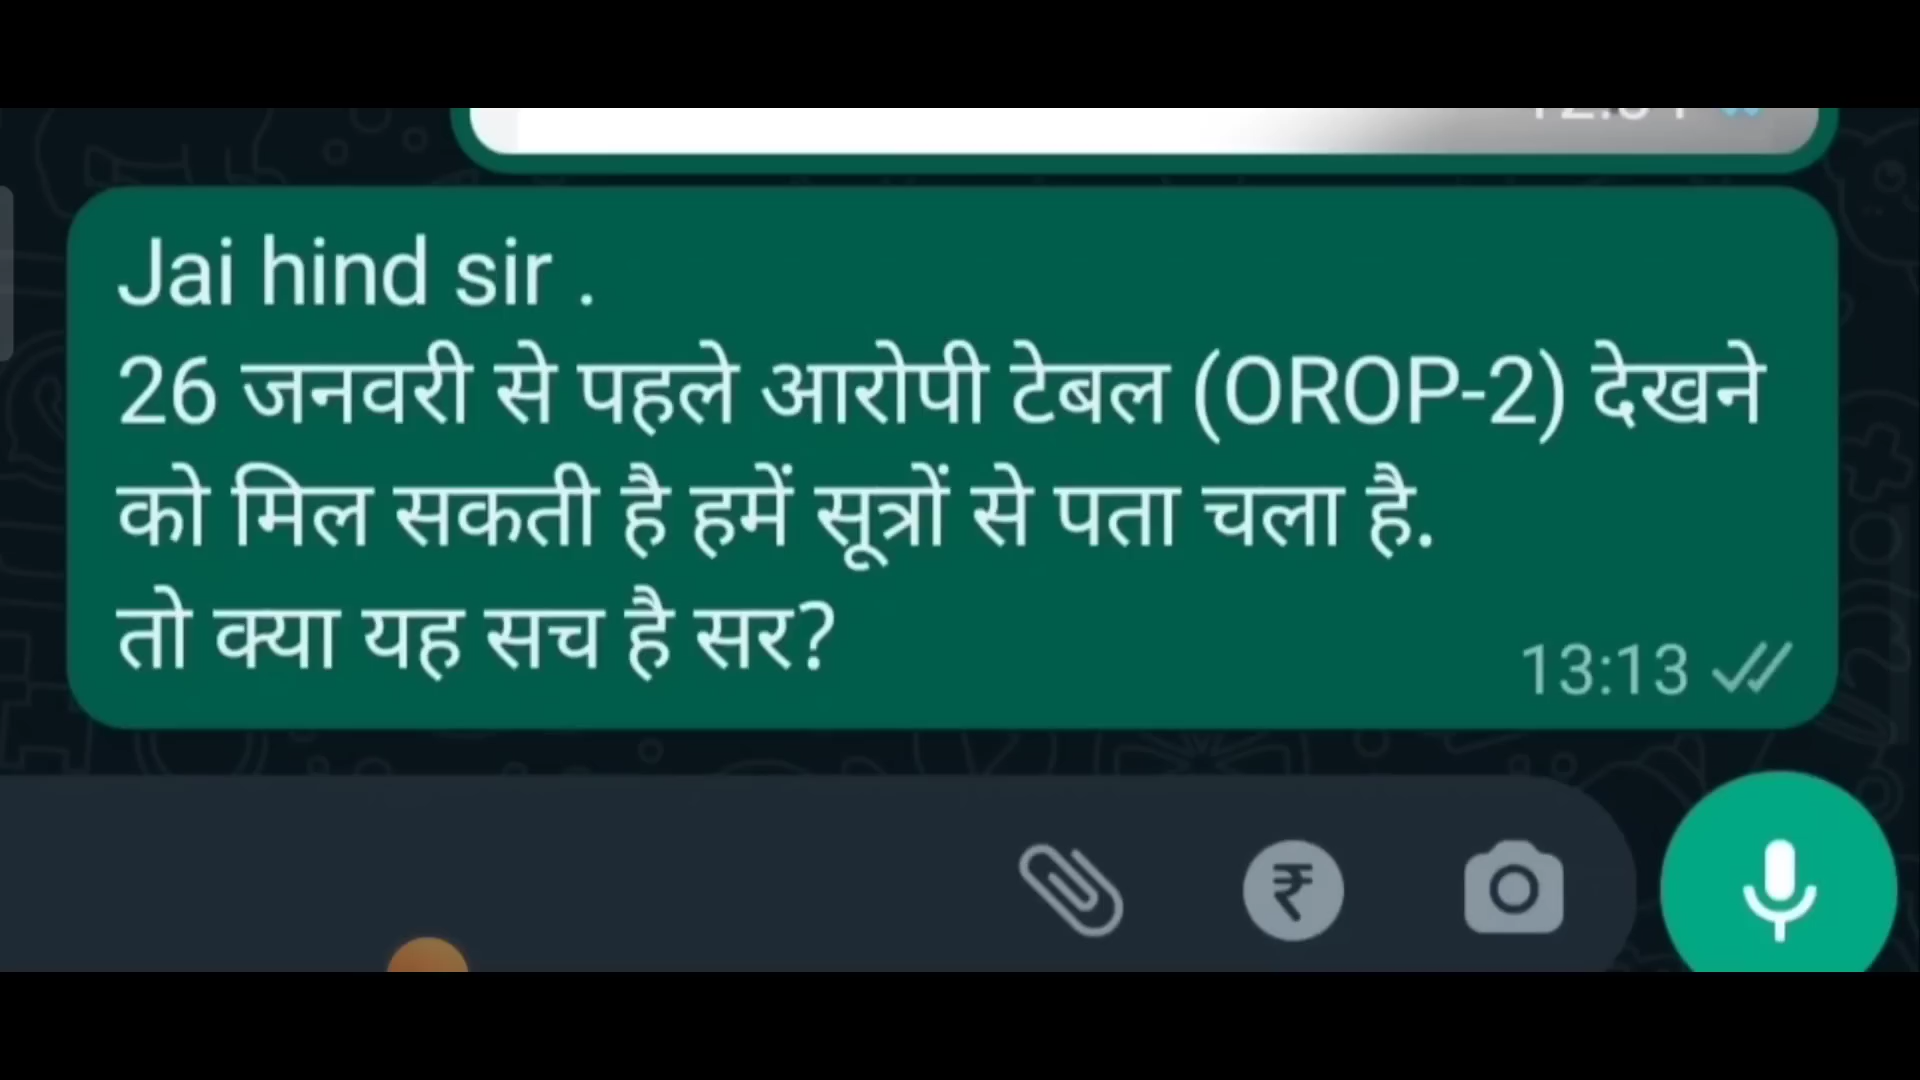 Jai hind sir .
26 जनवरी से पहले आरोपी टेबल (OROP-2) देखने
को मिल सकती है हमें सूत्रों से पता चला है.
तो क्या यह सच है सर?
13:13